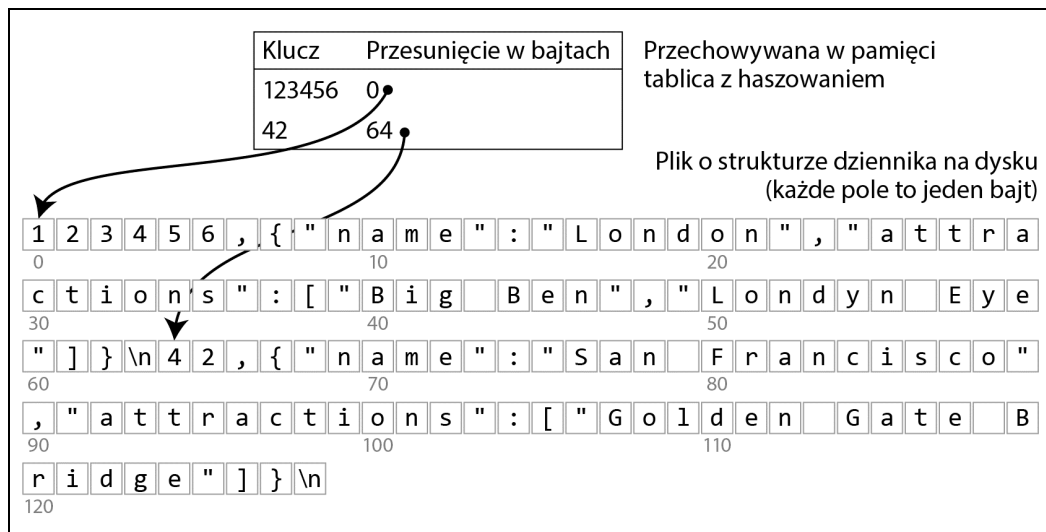 Klucz Przesunięcie w bajtach
123456 0
42 64
Przechowywana w pamięci
tablica z haszowaniem
Plik o strukturze dziennika na dysku
(każde pole to jeden bajt)
123456,{"name":"London","attra
0 10 20
ctions":["Big Ben","Londyn Eye
30 40 50
"]}\n42,{"name":"San Francisco"
60 70 80
,"attractions":["Golden Gate B
90 100 110
ridge"]}\n
120